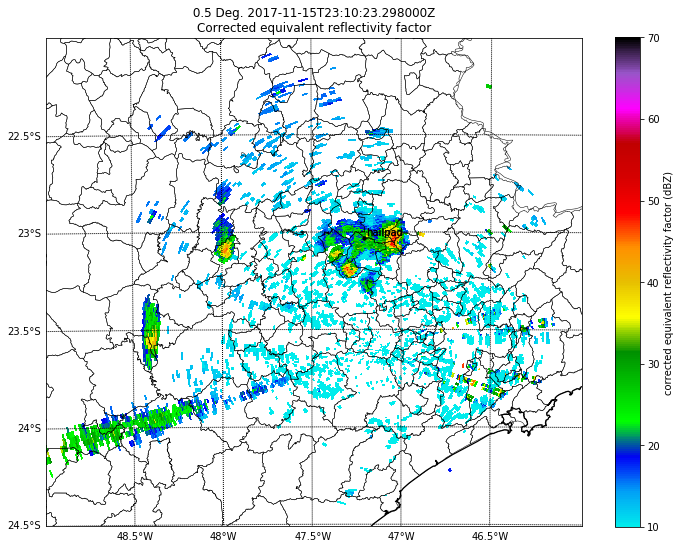 0.5 Deg. 2017-11-15T23:10:23.298000Z
Corrected equivalent reflectivity factor
22.5°S
23°S
23.5°S
24°S
24.5°S
48.5°W
48°W
47.5°W
47°W
46.5°W
Hailpad
70
60
50
40
30
20
10
corrected equivalent reflectivity factor (dBZ)